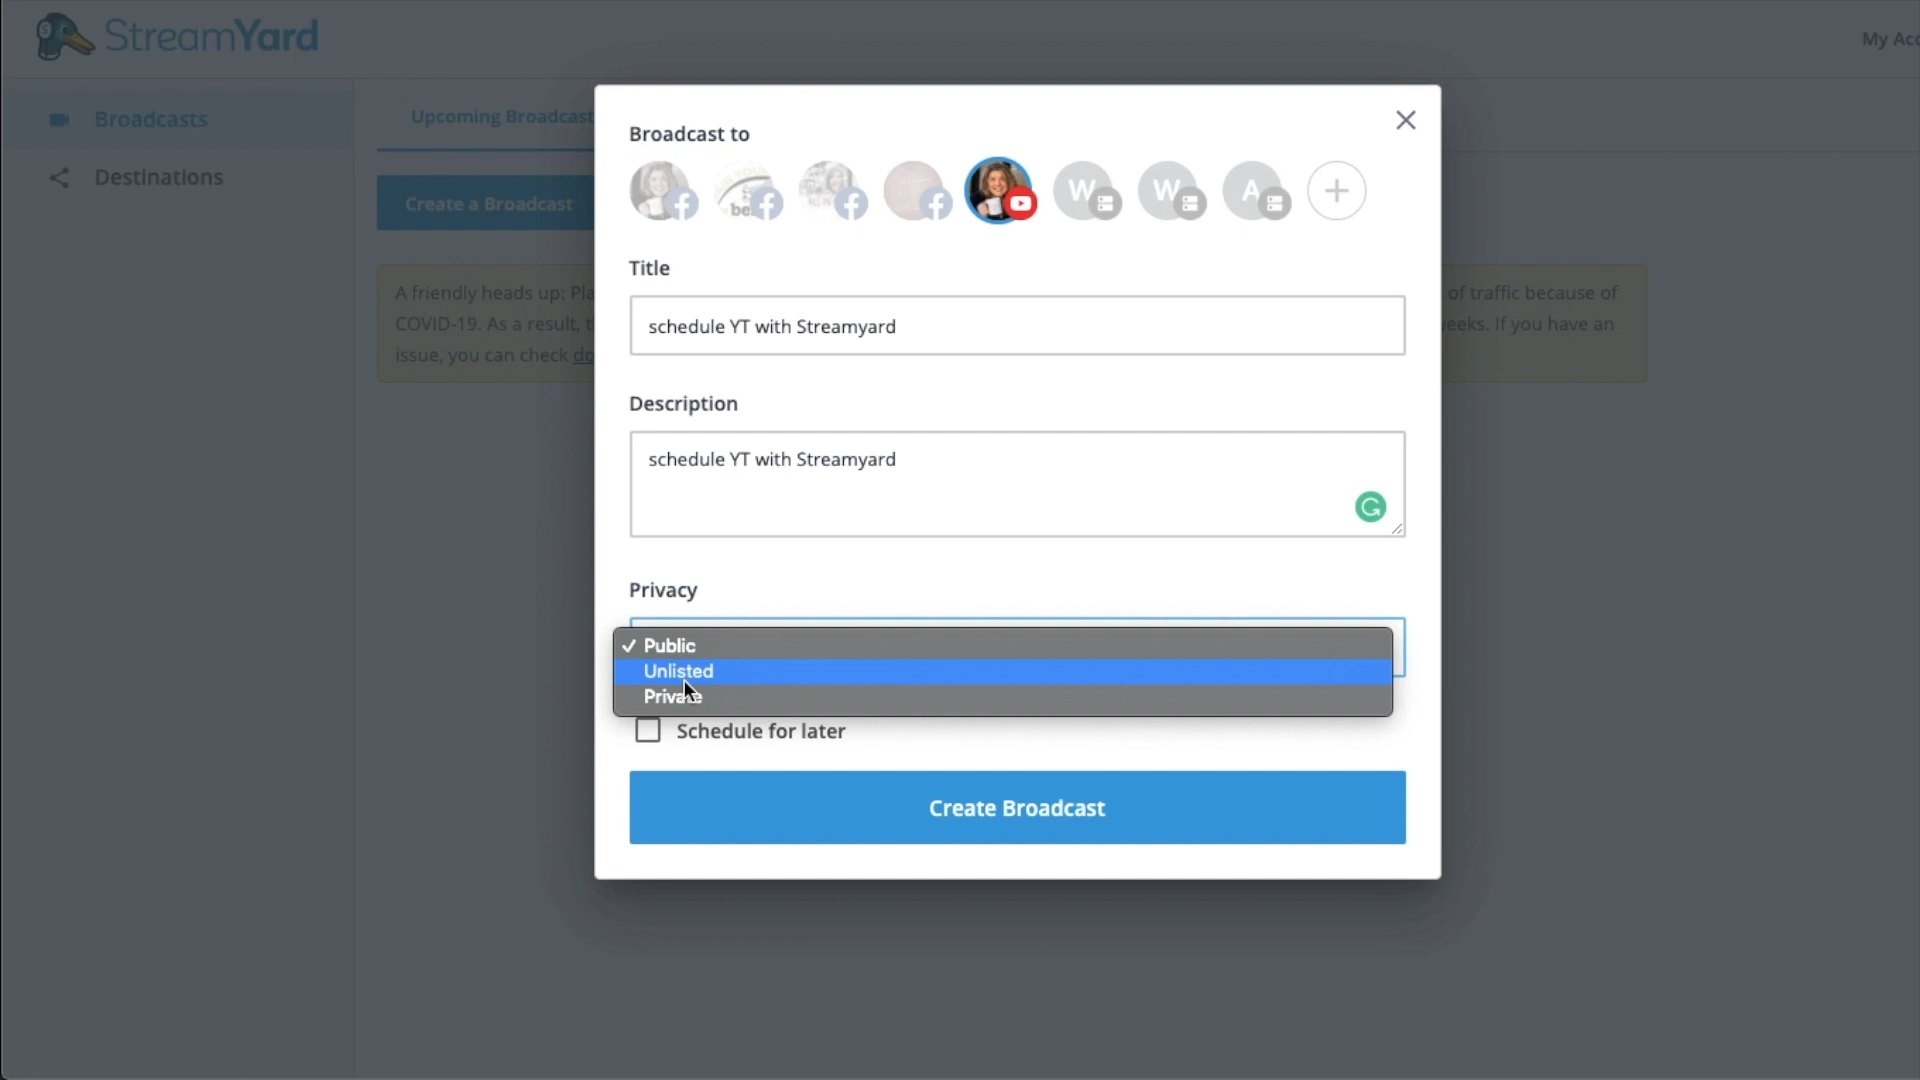 StreamYard
My Acc
Broadcasts
Destinations
Upcoming Broadcast
Create a Broadcast
A friendly heads up: Pla
of traffic because of
COVID-19. As a result, t
eeks. If you have an
issue, you can check do
Broadcast to
be
W
W
A
Title
schedule YT with Streamyard
Description
schedule YT with Streamyard
Privacy
✓ Public
Unlisted
Private
Schedule for later
Create Broadcast